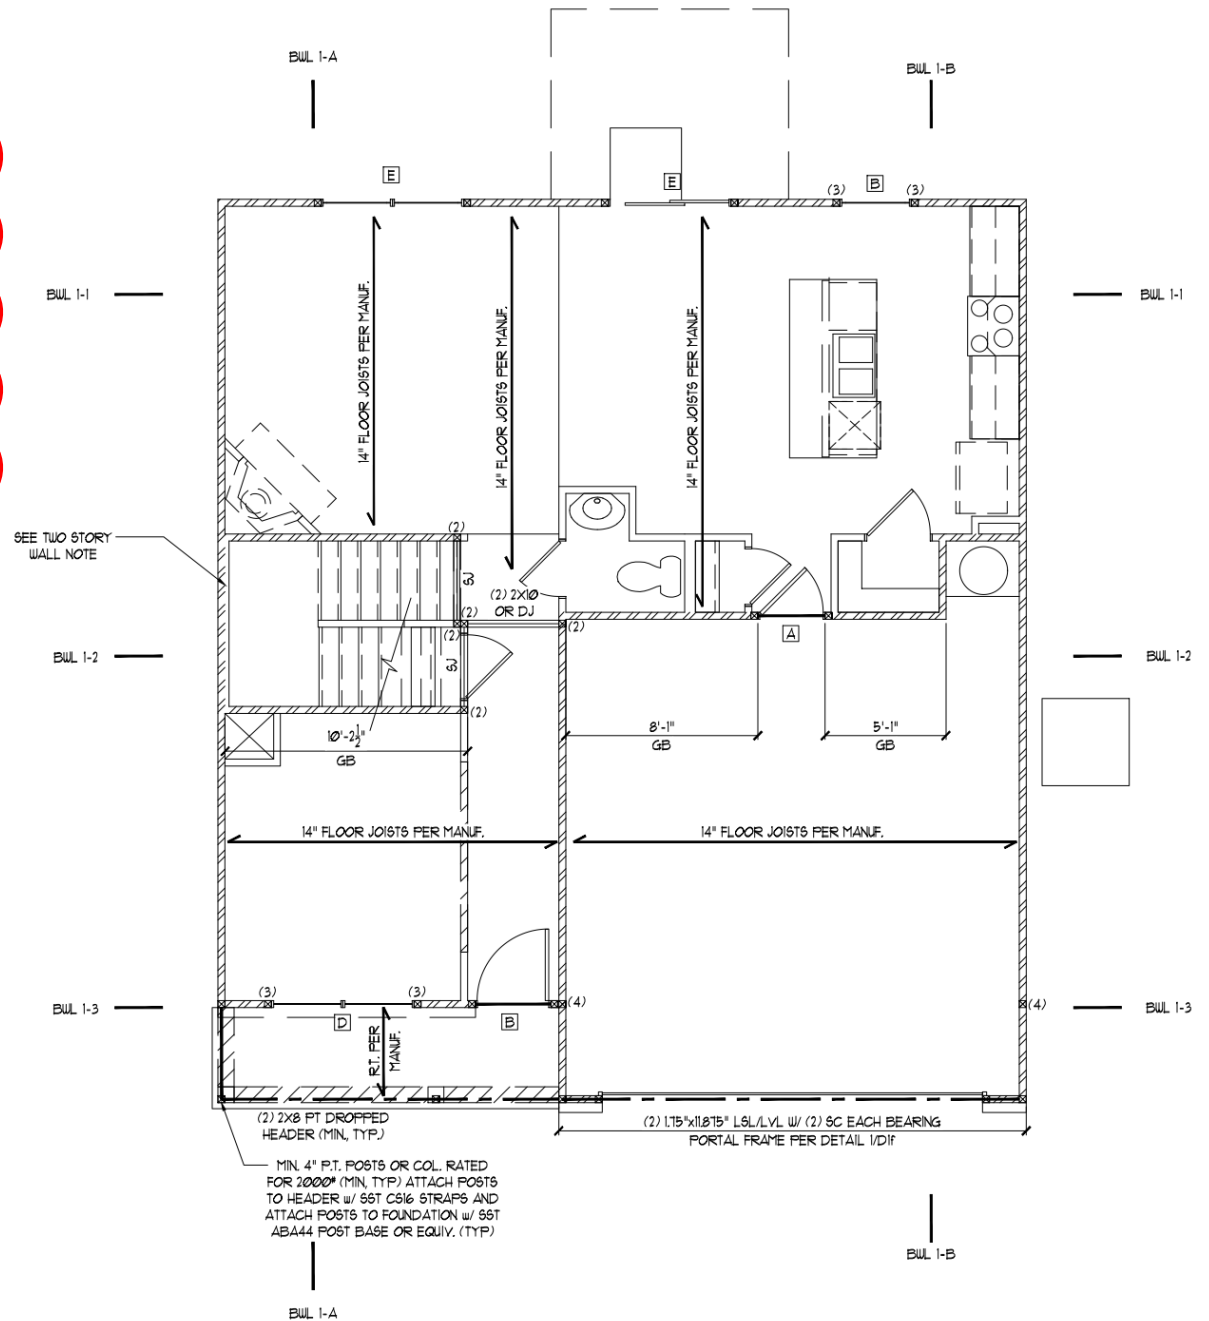 BWL 1-A
BWL 1-B
E
E
(3)
B
(3)
BWL 1-1
BWL 1-1
14" FLOOR JOISTS PER MANUF.
14" FLOOR JOISTS PER MANUF.
14" FLOOR JOISTS PER MANUF.
SEE TWO STORY
WALL NOTE
(2)
SJ
(2) 2X10
OR DJ
(2)
(2)
(2)
A
SJ
BWL 1-2
BWL 1-2
(2)
10'-2½"
GB
8'-1"
GB
5'-1"
GB
14" FLOOR JOISTS PER MANUF.
14" FLOOR JOISTS PER MANUF.
(3)
(3)
(4)
(4)
BWL 1-3
BWL 1-3
D
B
R.T. PER
MANUF.
(2) 2X8 PT DROPPED
HEADER (MIN., TYP.)
(2) 1.75"x11.875" LSL/LVL W/ (2) SC EACH BEARING
PORTAL FRAME PER DETAIL 1/D1f
MIN. 4" P.T. POSTS OR COL. RATED
FOR 2000# (MIN, TYP) ATTACH POSTS
TO HEADER w/ SST CS16 STRAPS AND
ATTACH POSTS TO FOUNDATION w/ SST
ABA44 POST BASE OR EQUIV. (TYP)
BWL 1-B
BWL 1-A